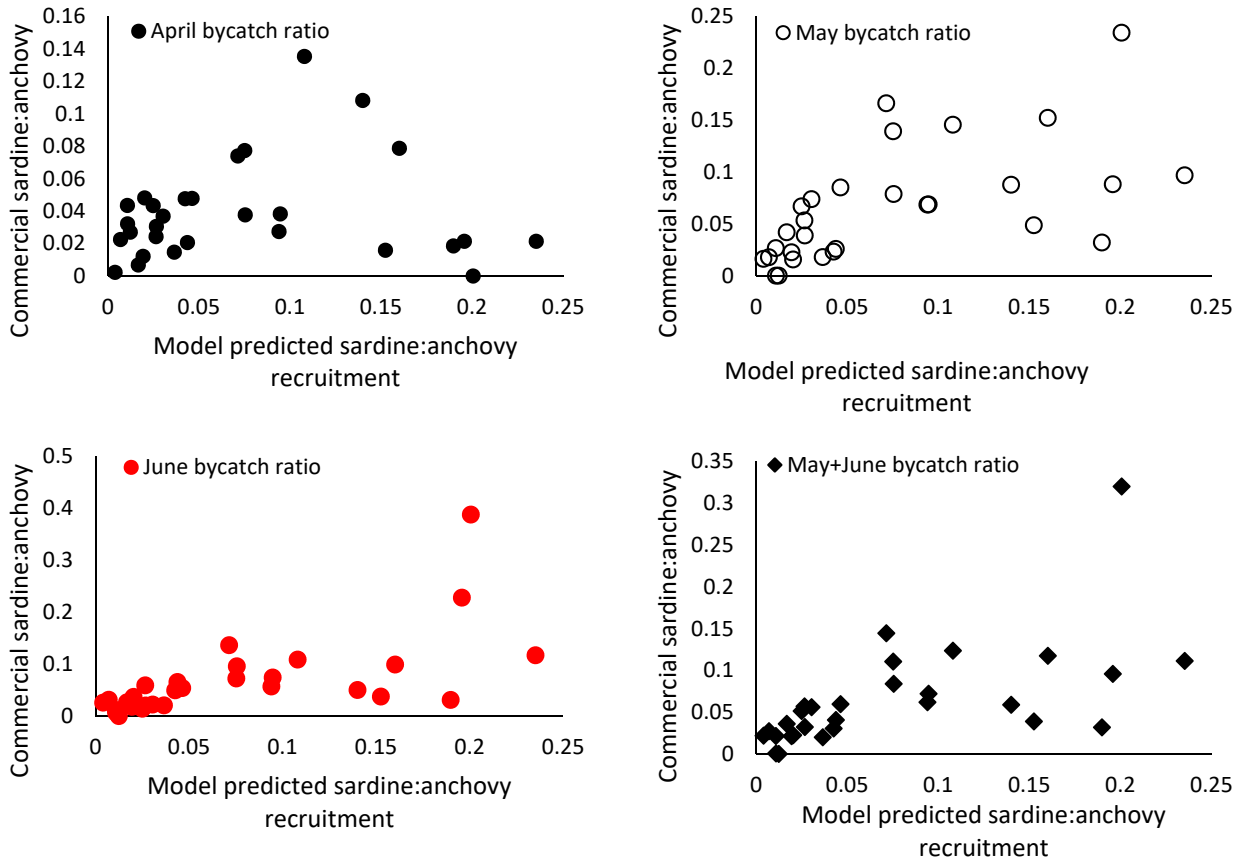 0.16
0.14
0.12
0.1
0.08
0.06
0.04
0.02
0
April bycatch ratio
Commercial sardine:anchovy
0 0.05 0.1 0.15 0.2 0.25
Model predicted sardine:anchovy
recruitment
0.25
0.2
0.15
0.1
0.05
0
May bycatch ratio
Commercial sardine:anchovy
0 0.05 0.1 0.15 0.2 0.25
Model predicted sardine:anchovy
recruitment
0.5
0.4
0.3
0.2
0.1
0
June bycatch ratio
Commercial sardine:anchovy
0 0.05 0.1 0.15 0.2 0.25
Model predicted sardine:anchovy
recruitment
0.35
0.3
0.25
0.2
0.15
0.1
0.05
0
May+June bycatch ratio
Commercial sardine:anchovy
0 0.05 0.1 0.15 0.2 0.25
Model predicted sardine:anchovy
recruitment